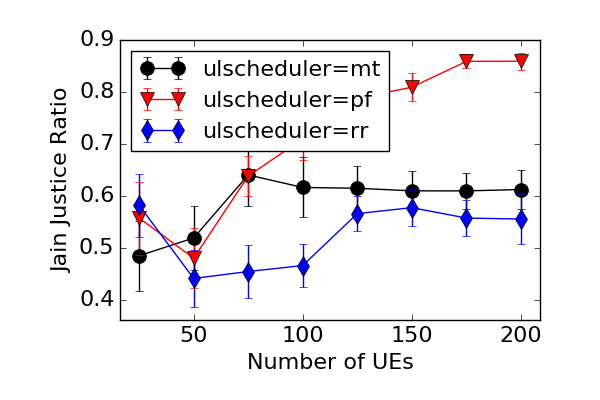 0.9
0.8
0.7
0.6
0.5
0.4
Jain Justice Ratio
ulscheduler=mt
ulscheduler=pf
ulscheduler=rr
50
100
150
200
Number of UEs